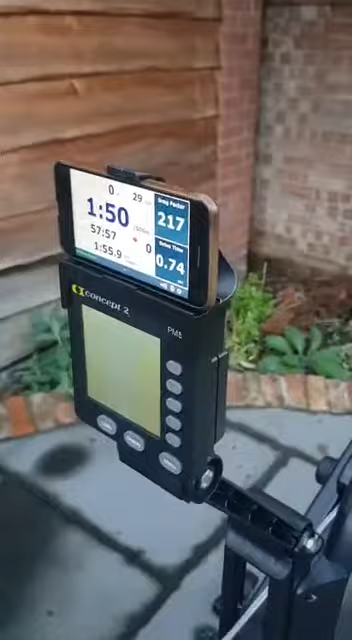 0 29
1:50 /500m
57:57 0
1:55.9
Drag Factor
217
Drive Time
0.74
concept 2
PM5